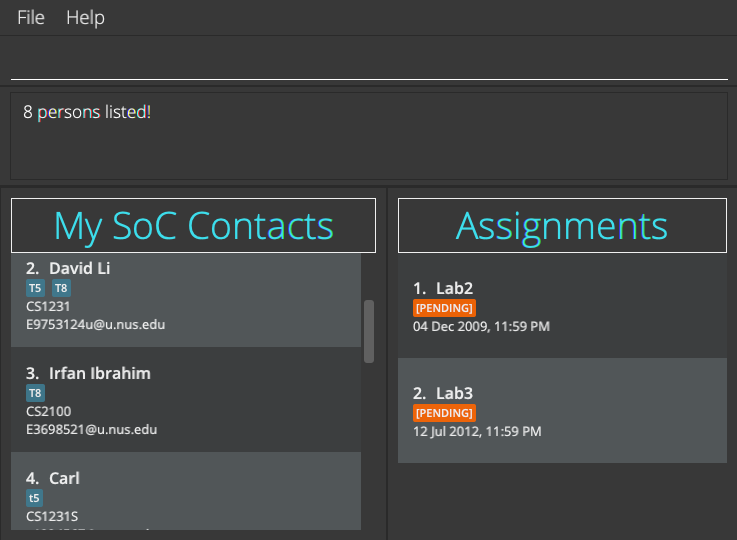 File Help
8 persons listed!
My SoC Contacts
2. David Li
T5 T8
CS1231
E9753124u@u.nus.edu
3. Irfan Ibrahim
T8
CS2100
E3698521@u.nus.edu
4. Carl
t5
CS1231S
Assignments
1. Lab2
[PENDING]
04 Dec 2009, 11:59 PM
2. Lab3
[PENDING]
12 Jul 2012, 11:59 PM